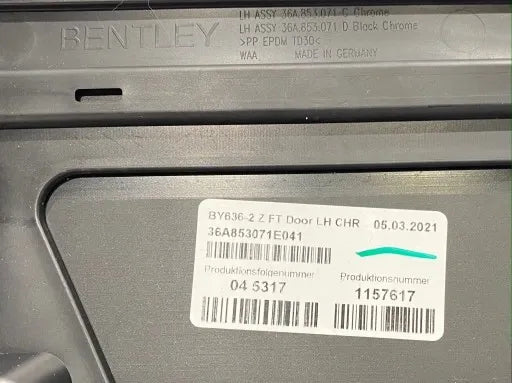 LH ASSY 36A.853.071 C Chrome
LH ASSY 36A.853.071 D Black Chrome
>PP EPDM TD30<
WAA MADE IN GERMANY
BENTLEY
BY636-2 Z FT Door LH CHR 05.03.2021
36A853071E041
Produktionsfolgenummer Produktionsnummer
04 5317 1157617